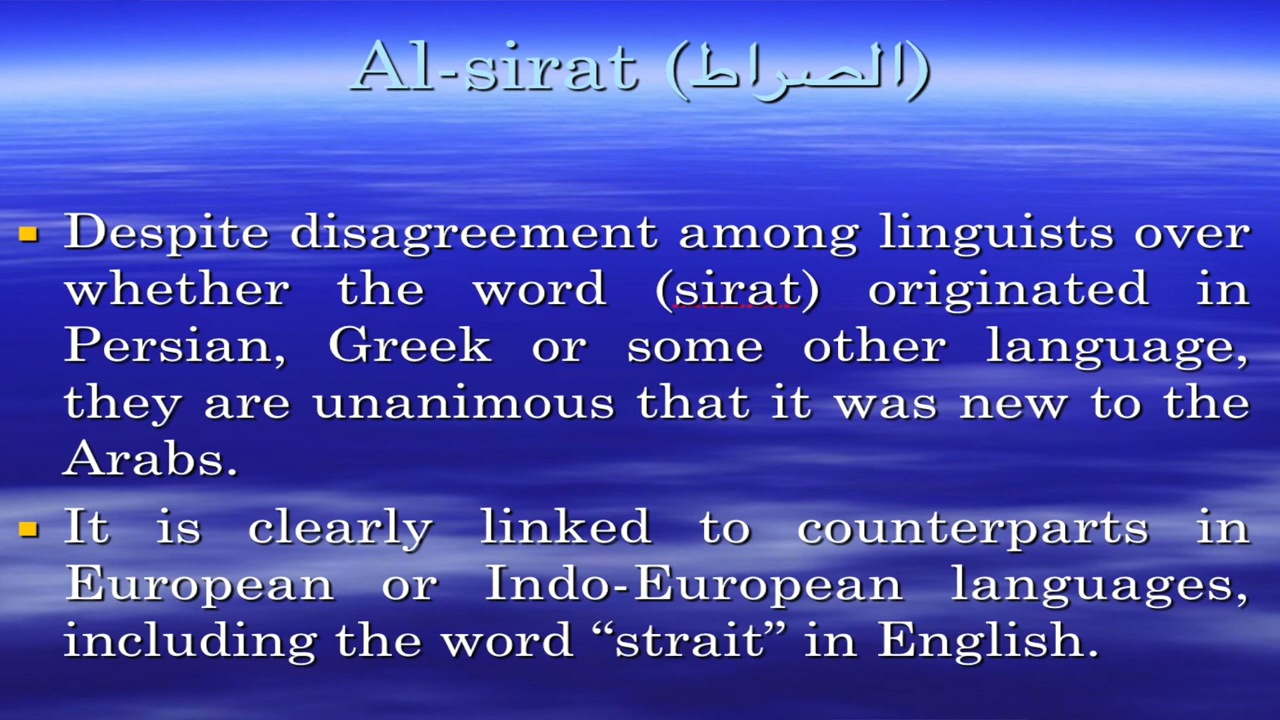 Al-sirat (الصراط)
Despite disagreement among linguists over
whether the word (sirat) originated in
Persian, Greek or some other language,
they are unanimous that it was new to the
Arabs.
It is clearly linked to counterparts in
European or Indo-European languages,
including the word “strait” in English.